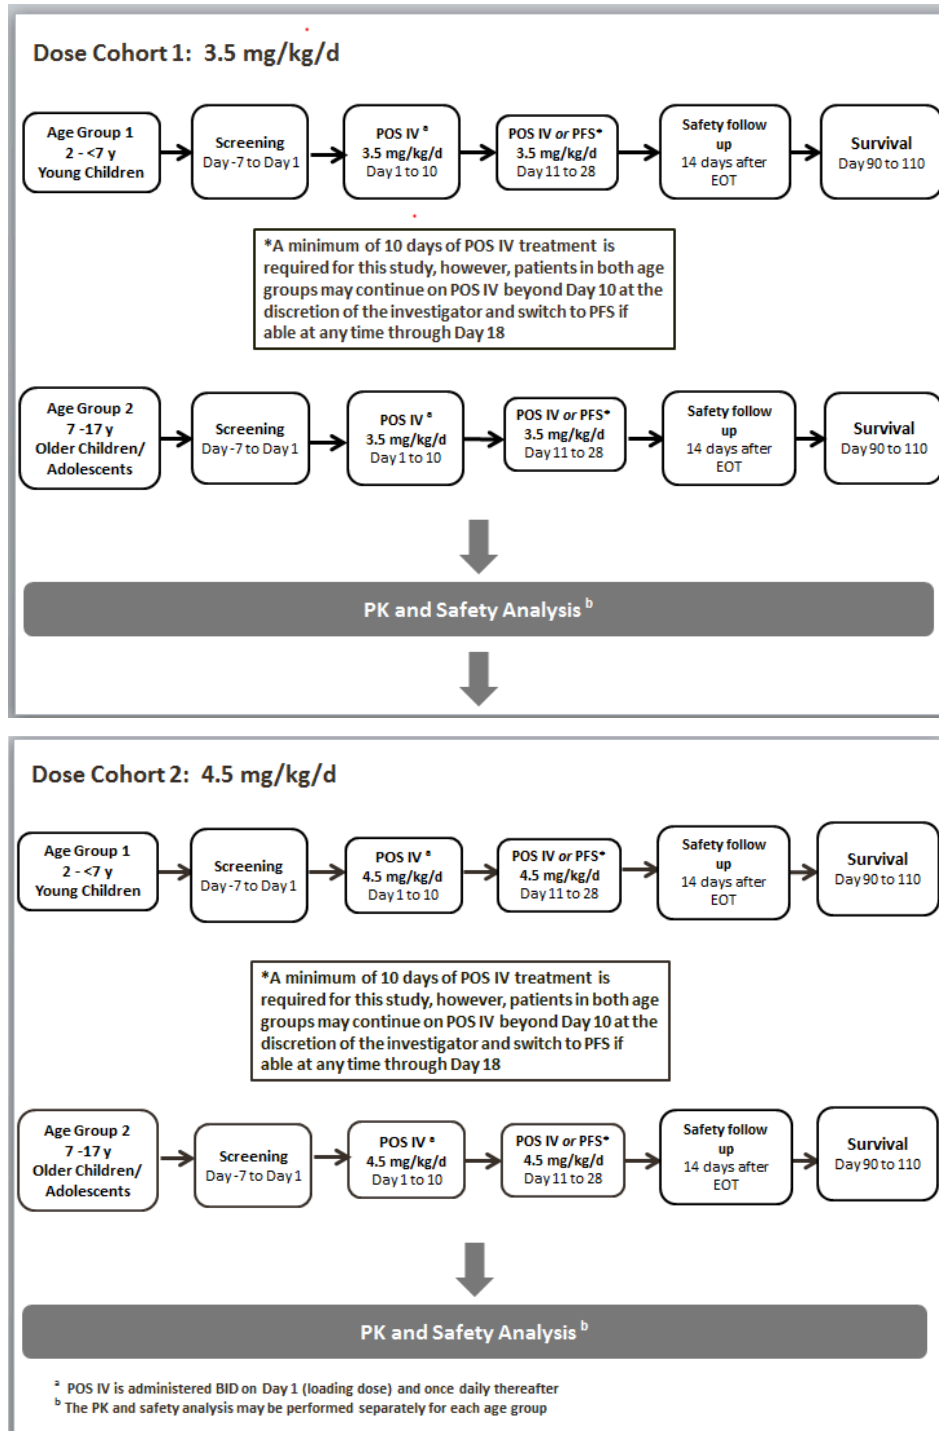 Dose Cohort 1: 3.5 mg/kg/d
Age Group 1
2 - <7 y
Young Children
Screening
Day -7 to Day 1
POS IV a
3.5 mg/kg/d
Day 1 to 10
POS IV or PFS*
3.5 mg/kg/d
Day 11 to 28
Safety follow
up
14 days after
EOT
Survival
Day 90 to 110
*A minimum of 10 days of POS IV treatment is
required for this study, however, patients in both age
groups may continue on POS IV beyond Day 10 at the
discretion of the investigator and switch to PFS if
able at any time through Day 18
Age Group 2
7 -17 y
Older Children/
Adolescents
Screening
Day -7 to Day 1
POS IV a
3.5 mg/kg/d
Day 1 to 10
POS IV or PFS*
3.5 mg/kg/d
Day 11 to 28
Safety follow
up
14 days after
EOT
Survival
Day 90 to 110
PK and Safety Analysis b
Dose Cohort 2: 4.5 mg/kg/d
Age Group 1
2 - <7 y
Young Children
Screening
Day -7 to Day 1
POS IV a
4.5 mg/kg/d
Day 1 to 10
POS IV or PFS*
4.5 mg/kg/d
Day 11 to 28
Safety follow
up
14 days after
EOT
Survival
Day 90 to 110
*A minimum of 10 days of POS IV treatment is
required for this study, however, patients in both age
groups may continue on POS IV beyond Day 10 at the
discretion of the investigator and switch to PFS if
able at any time through Day 18
Age Group 2
7 -17 y
Older Children/
Adolescents
Screening
Day -7 to Day 1
POS IV a
4.5 mg/kg/d
Day 1 to 10
POS IV or PFS*
4.5 mg/kg/d
Day 11 to 28
Safety follow
up
14 days after
EOT
Survival
Day 90 to 110
PK and Safety Analysis b
a POS IV is administered BID on Day 1 (loading dose) and once daily thereafter
b The PK and safety analysis may be performed separately for each age group